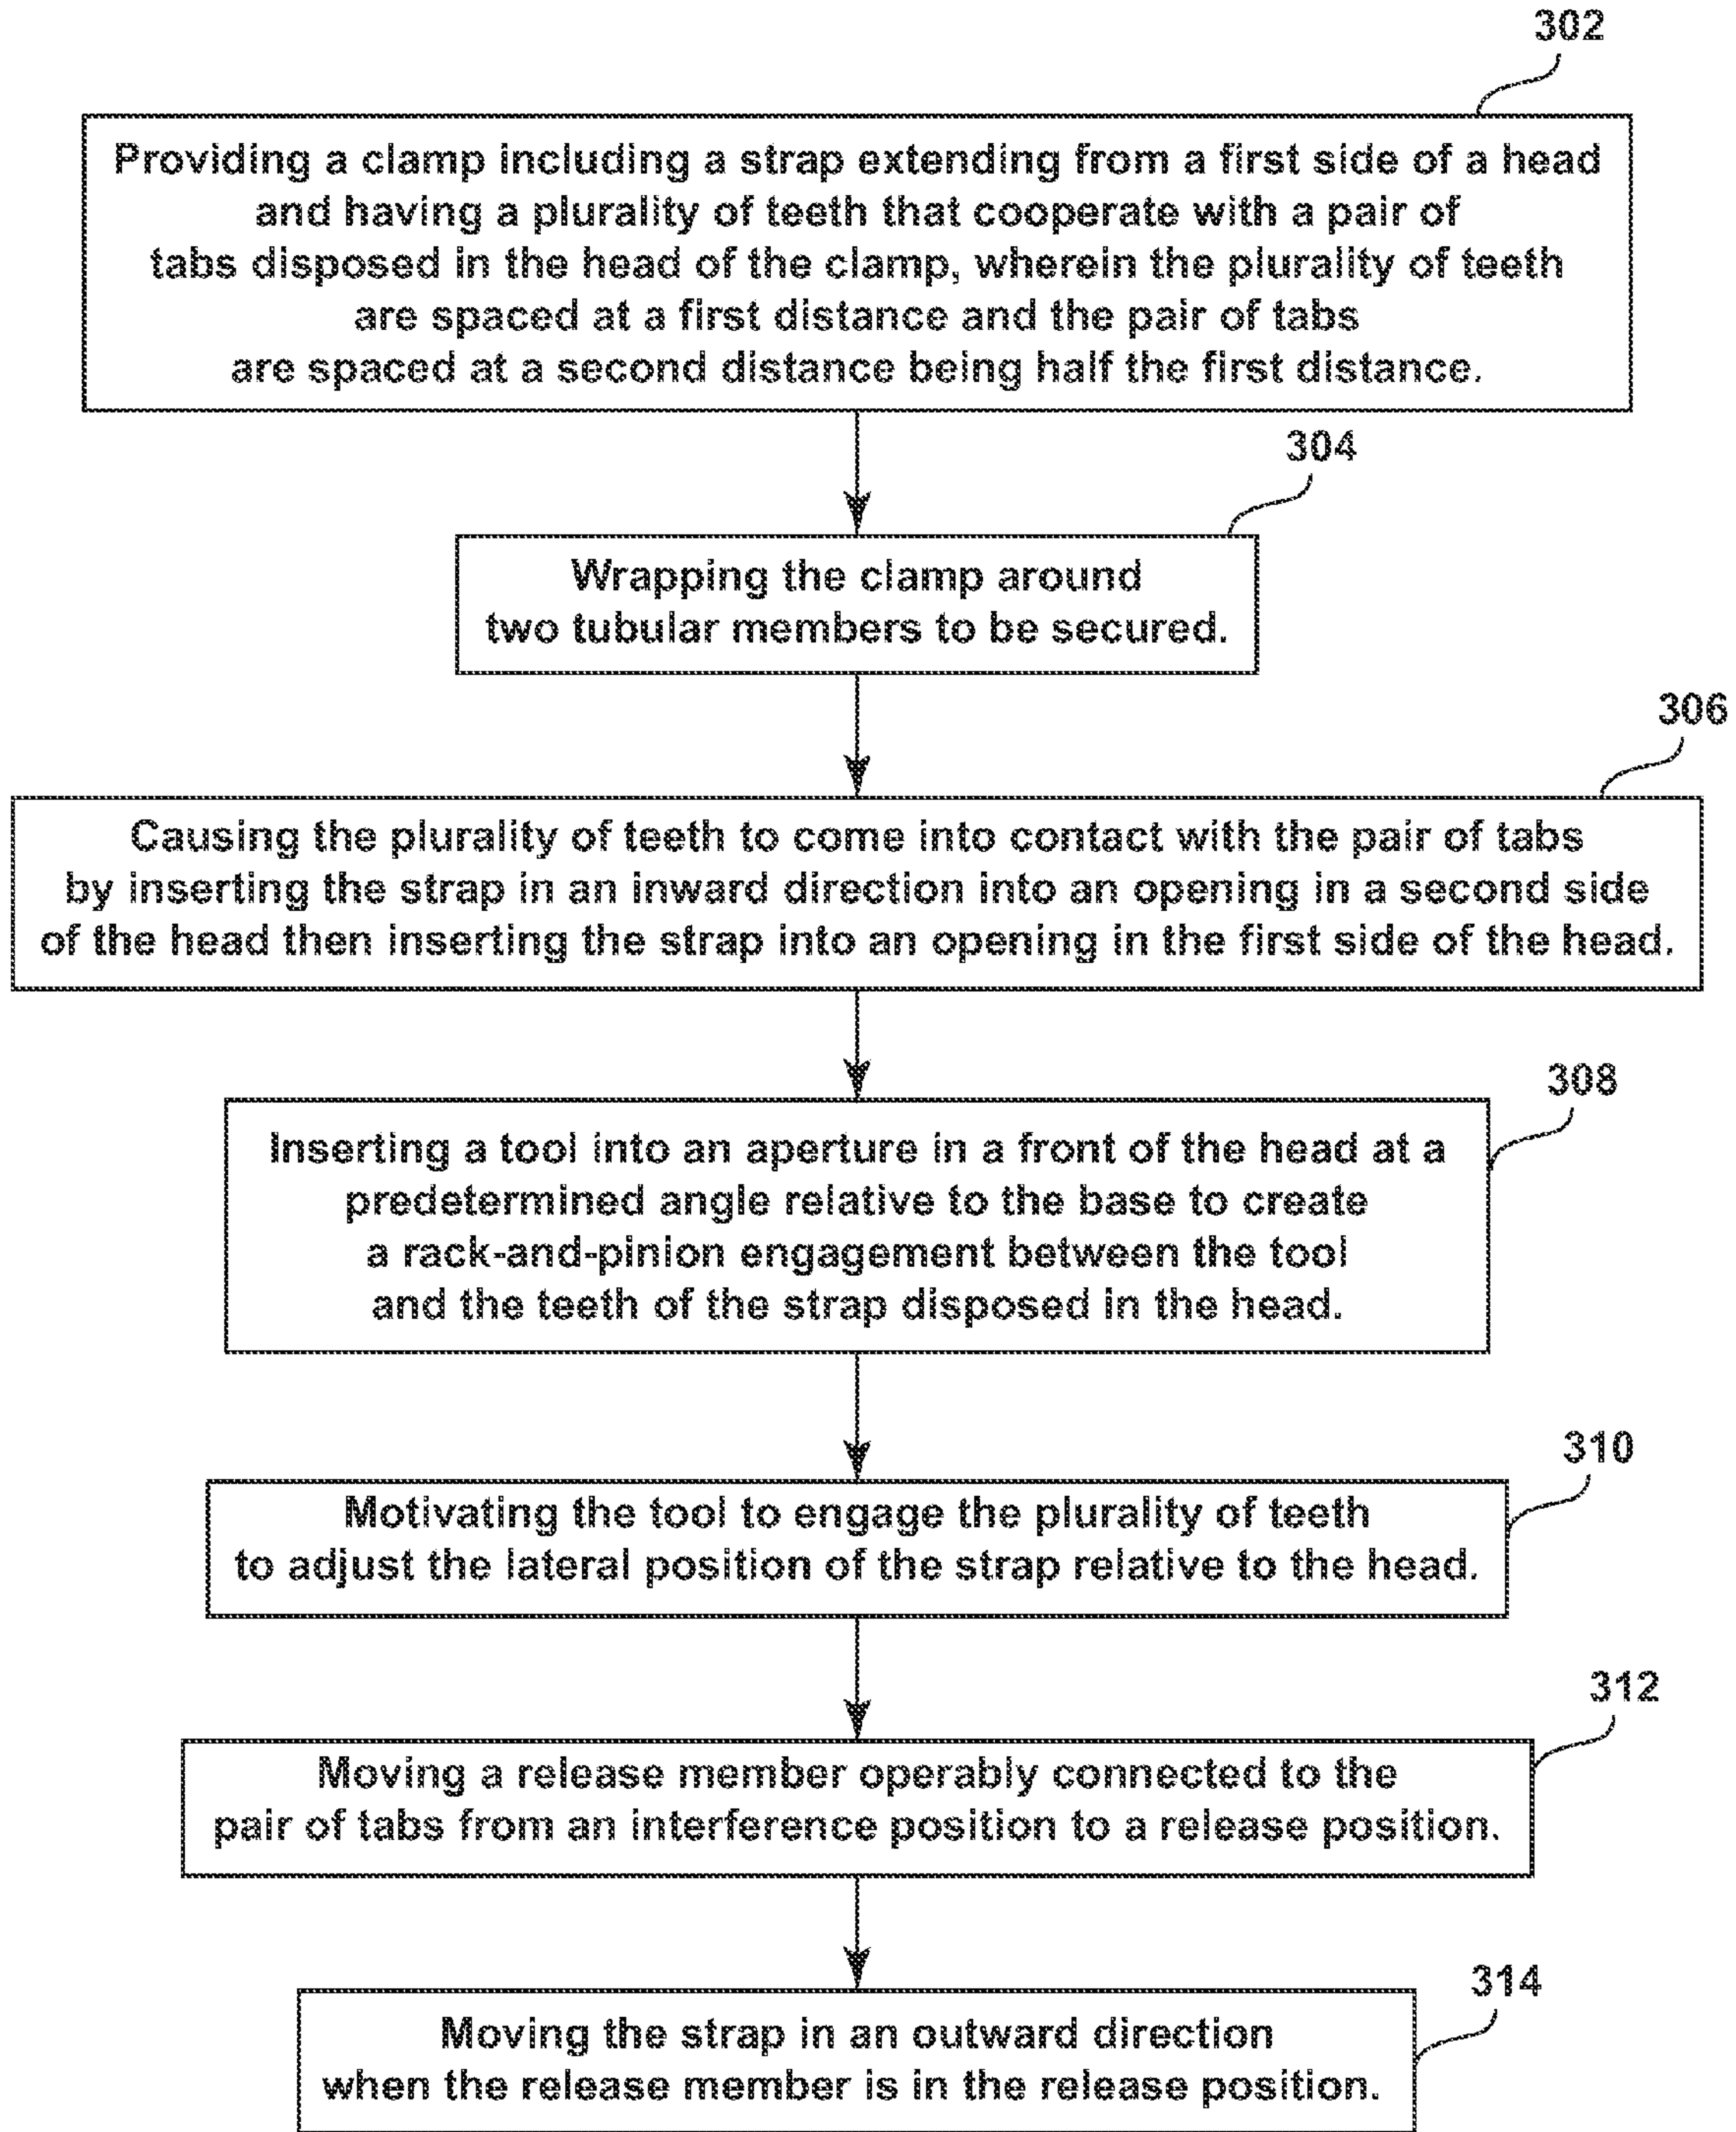 302
Providing a clamp including a strap extending from a first side of a head
and having a plurality of teeth that cooperate with a pair of
tabs disposed in the head of the clamp, wherein the plurality of teeth
are spaced at a first distance and the pair of tabs
are spaced at a second distance being half the first distance.
304
Wrapping the clamp around
two tubular members to be secured.
306
Causing the plurality of teeth to come into contact with the pair of tabs
by inserting the strap in an inward direction into an opening in a second side
of the head then inserting the strap into an opening in the first side of the head.
308
Inserting a tool into an aperture in a front of the head at a
predetermined angle relative to the base to create
a rack-and-pinion engagement between the tool
and the teeth of the strap disposed in the head.
310
Motivating the tool to engage the plurality of teeth
to adjust the lateral position of the strap relative to the head.
312
Moving a release member operably connected to the
pair of tabs from an interference position to a release position.
314
Moving the strap in an outward direction
when the release member is in the release position.